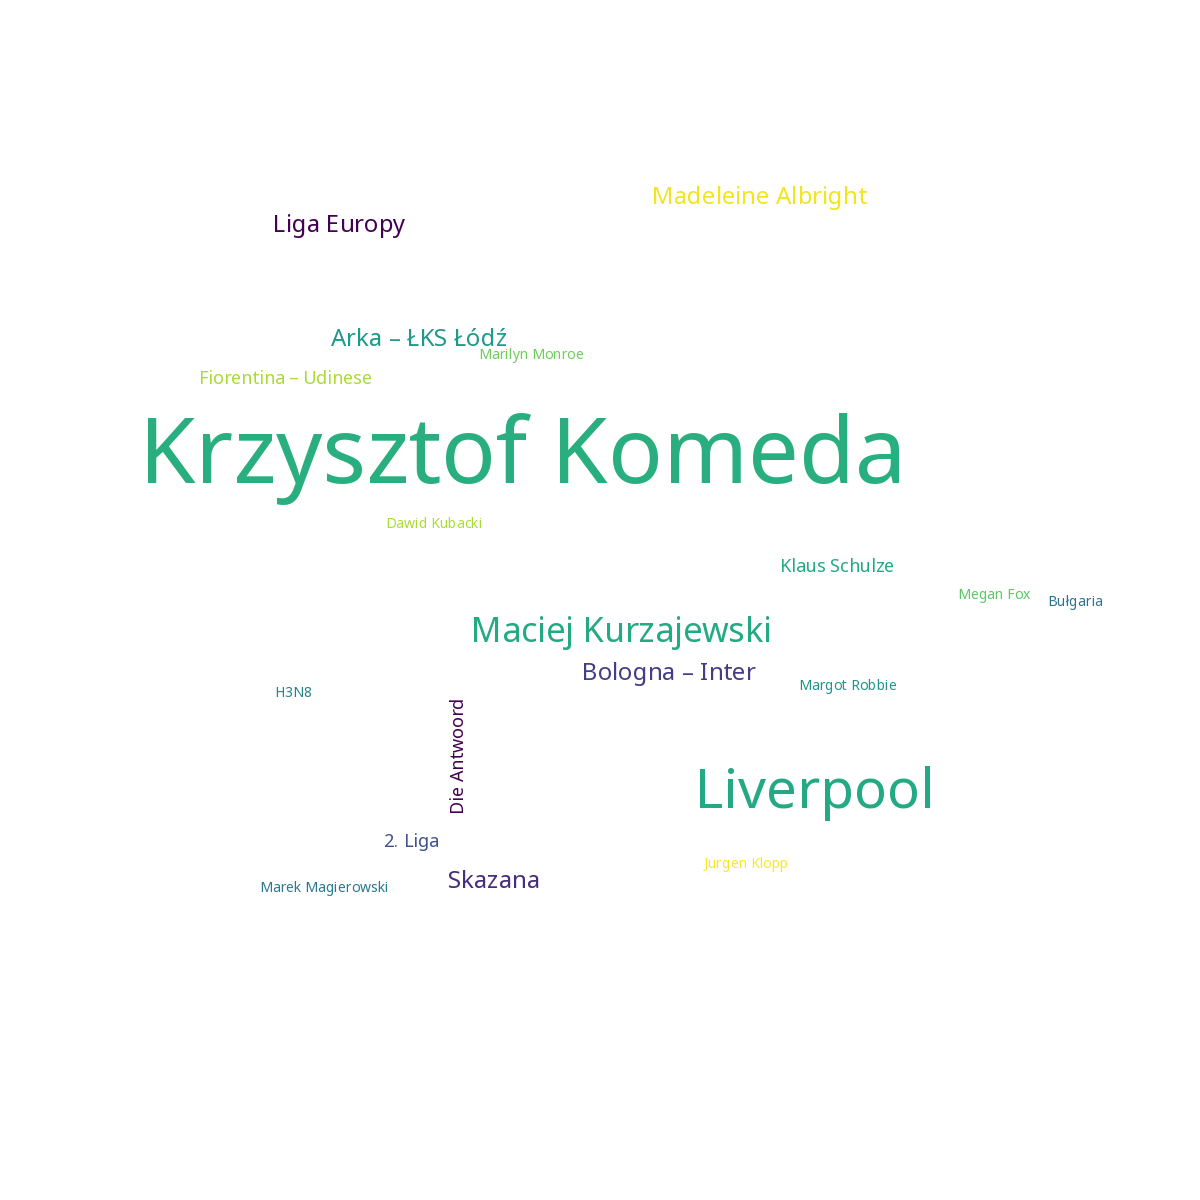 Madeleine Albright
Liga Europy
Arka – ŁKS Łódź
Marilyn Monroe
Fiorentina – Udinese
Krzysztof Komeda
Dawid Kubacki
Klaus Schulze
Megan Fox
Bułgaria
Maciej Kurzajewski
Bologna – Inter
Margot Robbie
H3N8
Die Antwoord
Liverpool
2. Liga
Jurgen Klopp
Skazana
Marek Magierowski